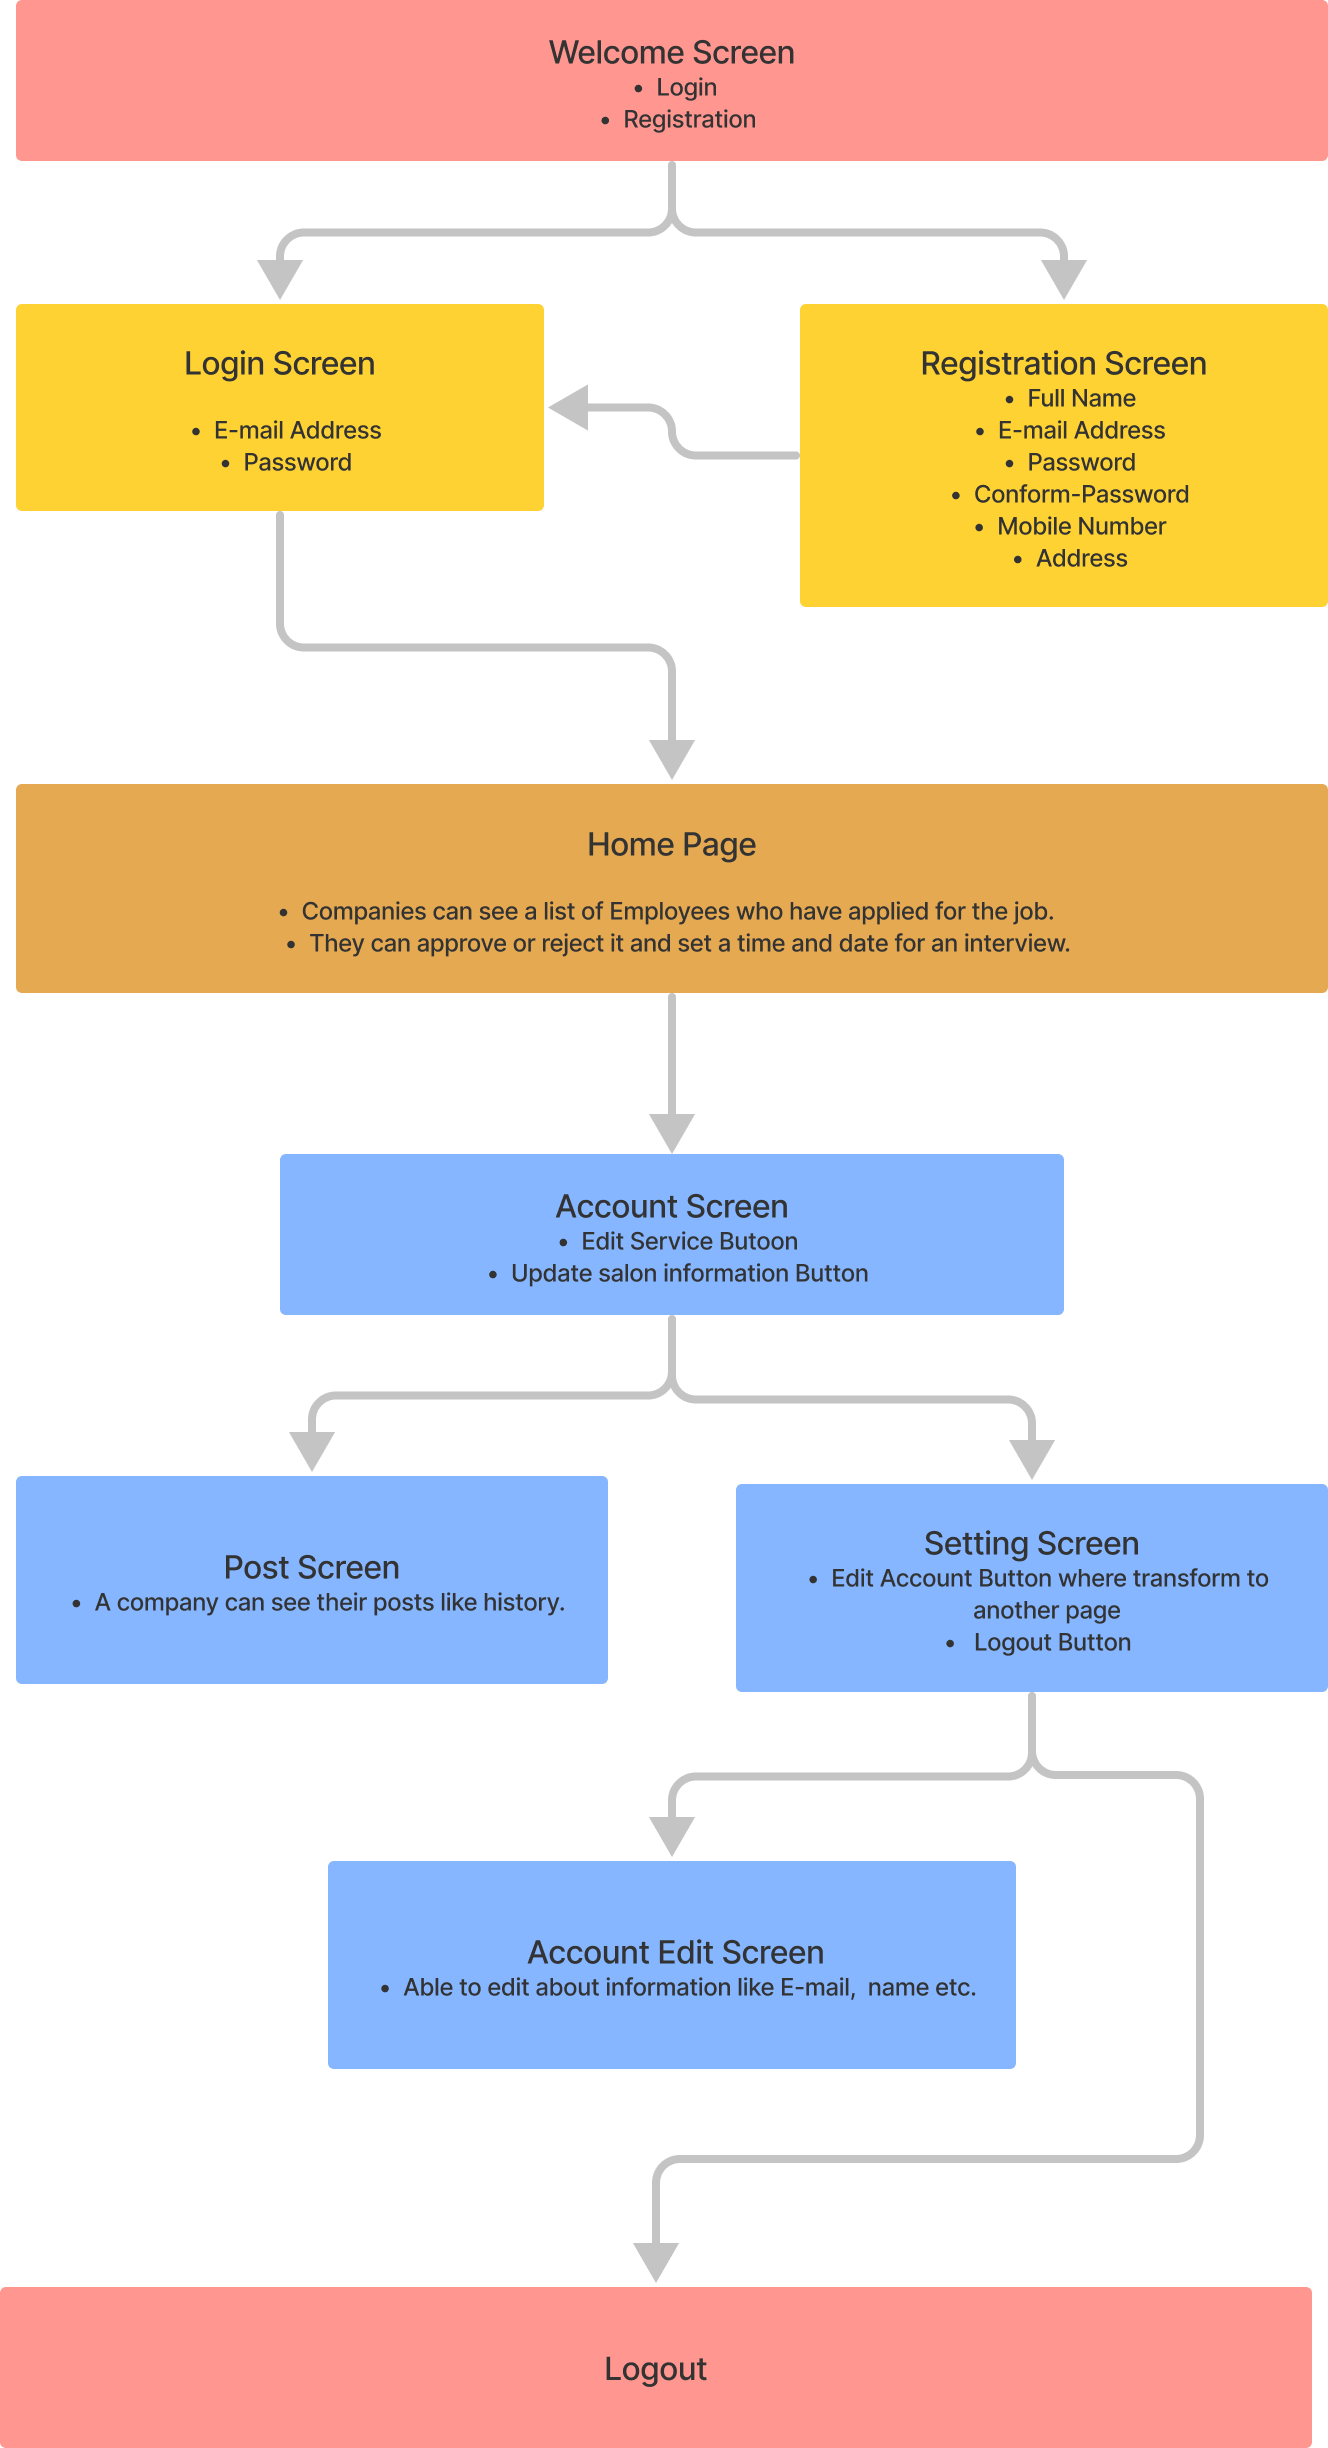 Welcome Screen
• Login
• Registration
Login Screen
• E-mail Address
• Password
Registration Screen
• Full Name
• E-mail Address
• Password
• Conform-Password
• Mobile Number
• Address
Home Page
• Companies can see a list of Employees who have applied for the job.
• They can approve or reject it and set a time and date for an interview.
Account Screen
• Edit Service Butoon
• Update salon information Button
Post Screen
• A company can see their posts like history.
Setting Screen
• Edit Account Button where transform to
another page
• Logout Button
Account Edit Screen
• Able to edit about information like E-mail,  name etc.
Logout